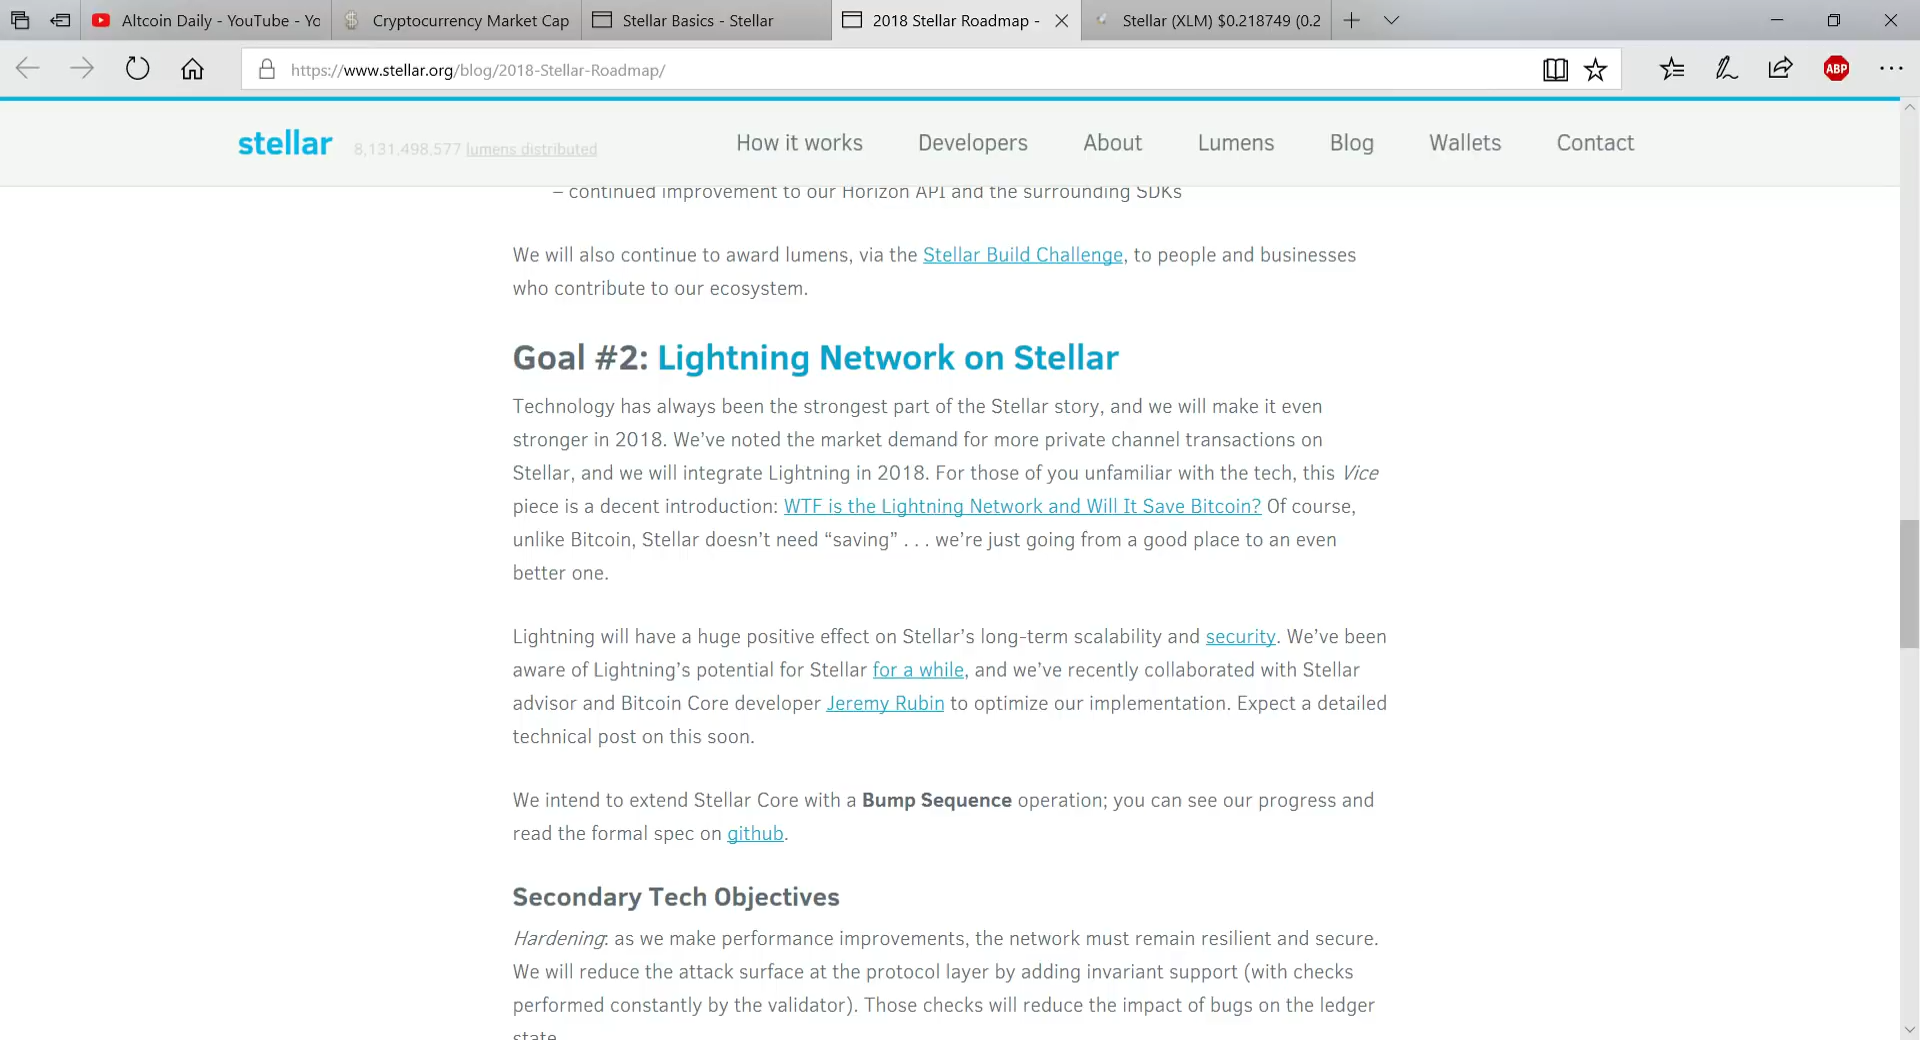 Altcoin Daily - YouTube - Yo
Cryptocurrency Market Cap
Stellar Basics - Stellar
2018 Stellar Roadmap -
Stellar (XLM) $0.218749 (0.2
https://www.stellar.org/blog/2018-Stellar-Roadmap/
ABP
stellar 8,131,498,577 lumens distributed
How it works Developers About Lumens Blog Wallets Contact
– continued improvement to our Horizon API and the surrounding SDKs
We will also continue to award lumens, via the Stellar Build Challenge, to people and businesses
who contribute to our ecosystem.
Goal #2: Lightning Network on Stellar
Technology has always been the strongest part of the Stellar story, and we will make it even
stronger in 2018. We’ve noted the market demand for more private channel transactions on
Stellar, and we will integrate Lightning in 2018. For those of you unfamiliar with the tech, this Vice
piece is a decent introduction: WTF is the Lightning Network and Will It Save Bitcoin? Of course,
unlike Bitcoin, Stellar doesn’t need “saving” . . . we’re just going from a good place to an even
better one.
Lightning will have a huge positive effect on Stellar’s long-term scalability and security. We’ve been
aware of Lightning’s potential for Stellar for a while, and we’ve recently collaborated with Stellar
advisor and Bitcoin Core developer Jeremy Rubin to optimize our implementation. Expect a detailed
technical post on this soon.
We intend to extend Stellar Core with a Bump Sequence operation; you can see our progress and
read the formal spec on github.
Secondary Tech Objectives
Hardening: as we make performance improvements, the network must remain resilient and secure.
We will reduce the attack surface at the protocol layer by adding invariant support (with checks
performed constantly by the validator). Those checks will reduce the impact of bugs on the ledger
state.